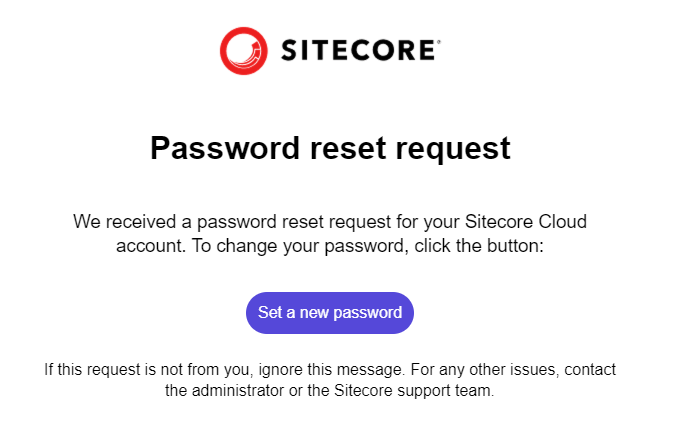 SITECORE
Password reset request
We received a password reset request for your Sitecore Cloud
account. To change your password, click the button:
Set a new password
If this request is not from you, ignore this message. For any other issues, contact
the administrator or the Sitecore support team.